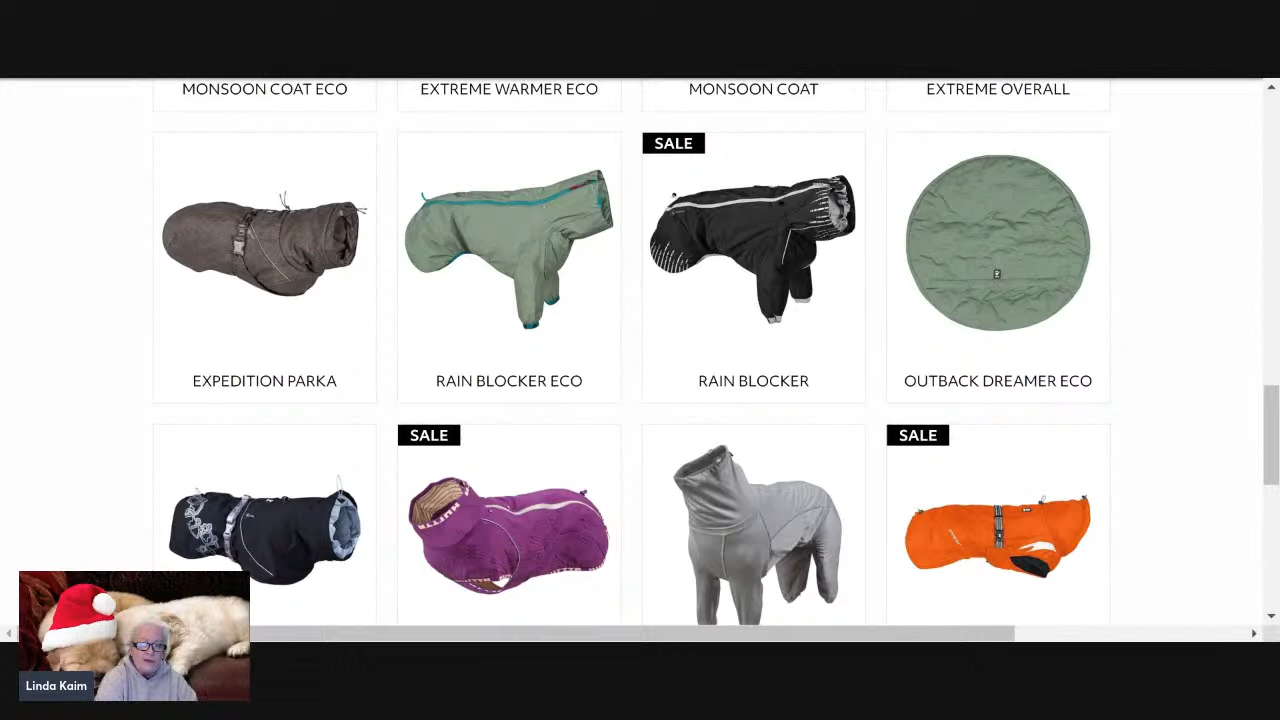 MONSOON COAT ECO
EXTREME WARMER ECO
MONSOON COAT
EXTREME OVERALL
SALE
EXPEDITION PARKA
RAIN BLOCKER ECO
RAIN BLOCKER
OUTBACK DREAMER ECO
SALE
SALE
Linda Kaim